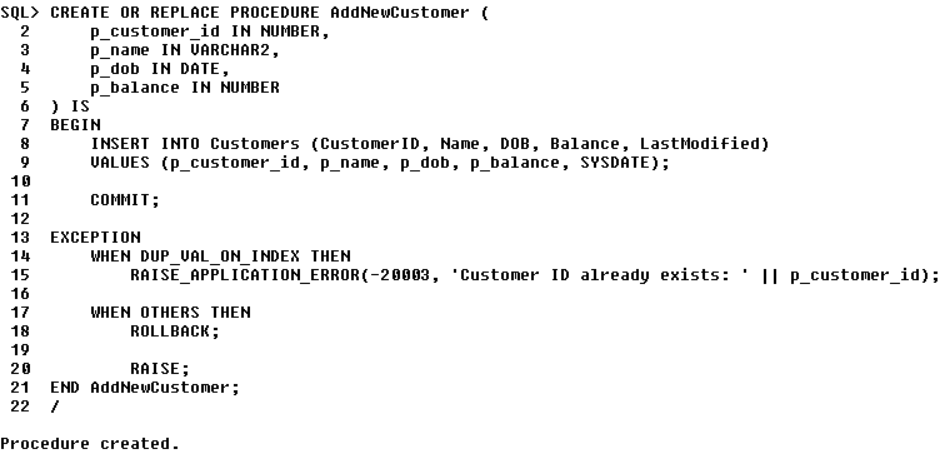 SQL> CREATE OR REPLACE PROCEDURE AddNewCustomer (
  2      p_customer_id IN NUMBER,
  3      p_name IN VARCHAR2,
  4      p_dob IN DATE,
  5      p_balance IN NUMBER
  6  ) IS
  7  BEGIN
  8      INSERT INTO Customers (CustomerID, Name, DOB, Balance, LastModified)
  9      VALUES (p_customer_id, p_name, p_dob, p_balance, SYSDATE);
 10
 11      COMMIT;
 12
 13  EXCEPTION
 14      WHEN DUP_VAL_ON_INDEX THEN
 15          RAISE_APPLICATION_ERROR(-20003, 'Customer ID already exists: ' || p_customer_id);
 16
 17      WHEN OTHERS THEN
 18          ROLLBACK;
 19
 20          RAISE;
 21  END AddNewCustomer;
 22  /
Procedure created.